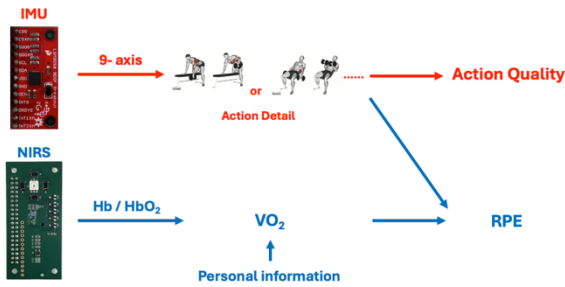 IMU
9- axis
or
......
Action Quality
Action Detail
NIRS
Hb / HbO₂
VO₂
RPE
Personal information